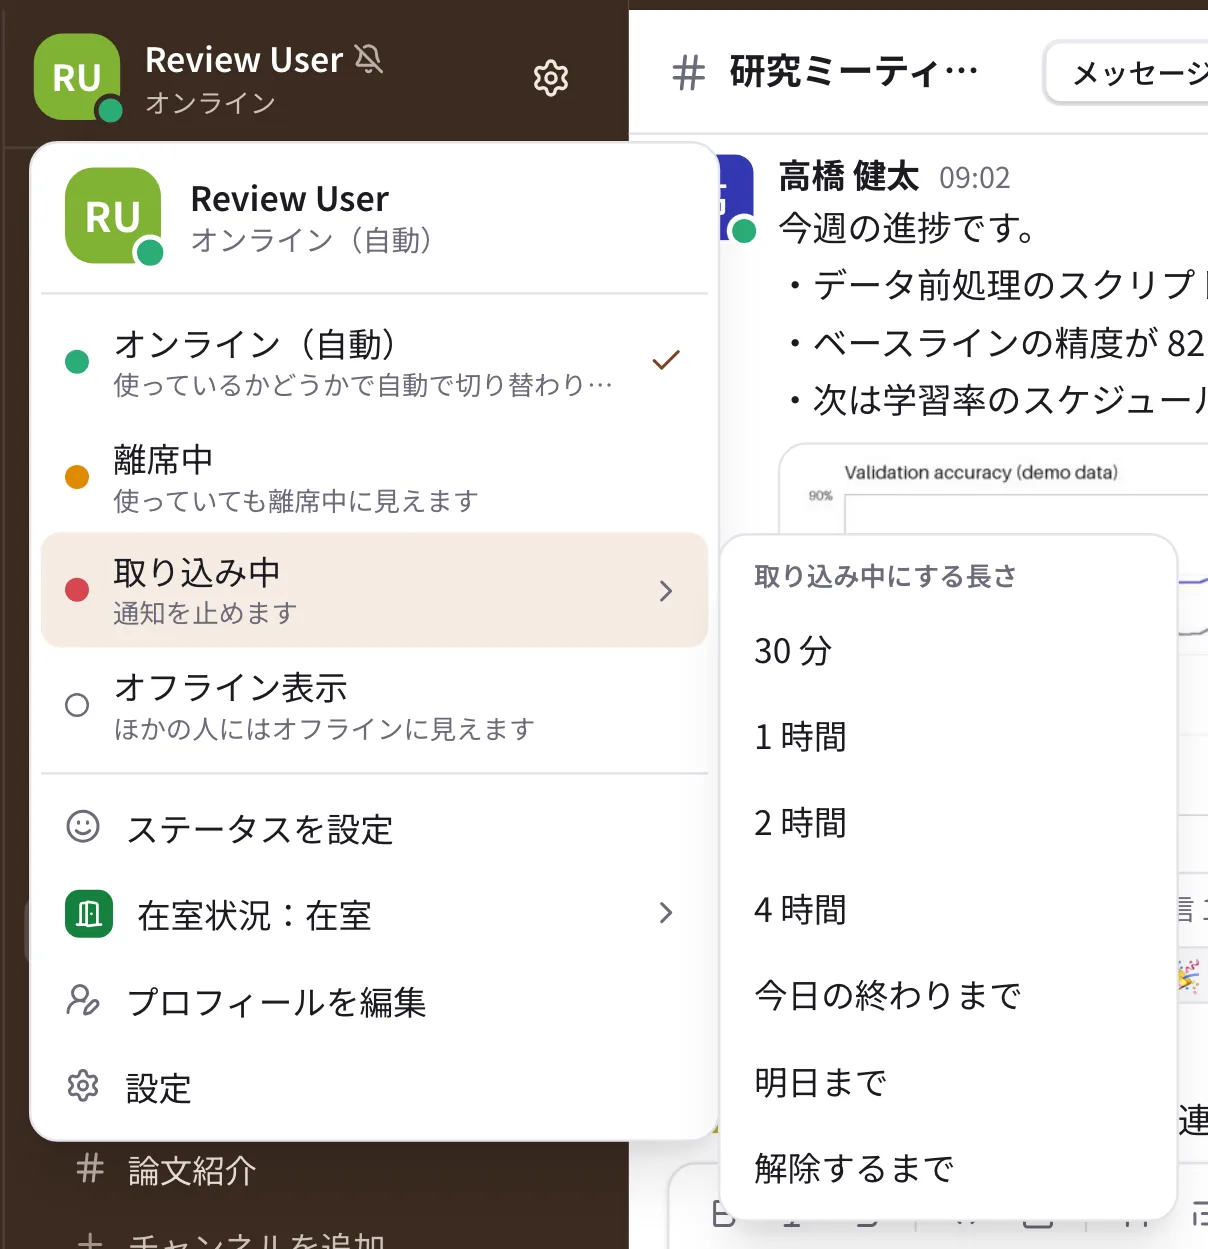 RU
Review User
オンライン
研究ミーティ…
メッセージ
RU
Review User
オンライン（自動）
オンライン（自動）
使っているかどうかで自動で切り替わり…
離席中
使っていても離席中に見えます
取り込み中
通知を止めます
オフライン表示
ほかの人にはオフラインに見えます
ステータスを設定
在室状況：在室
プロフィールを編集
設定
論文紹介
チャンネルを追加
高橋 健太 09:02
今週の進捗です。
・データ前処理のスクリプト
・ベースラインの精度が 82
・次は学習率のスケジュール
Validation accuracy (demo data)
90%
取り込み中にする長さ
30 分
1 時間
2 時間
4 時間
今日の終わりまで
明日まで
解除するまで
連